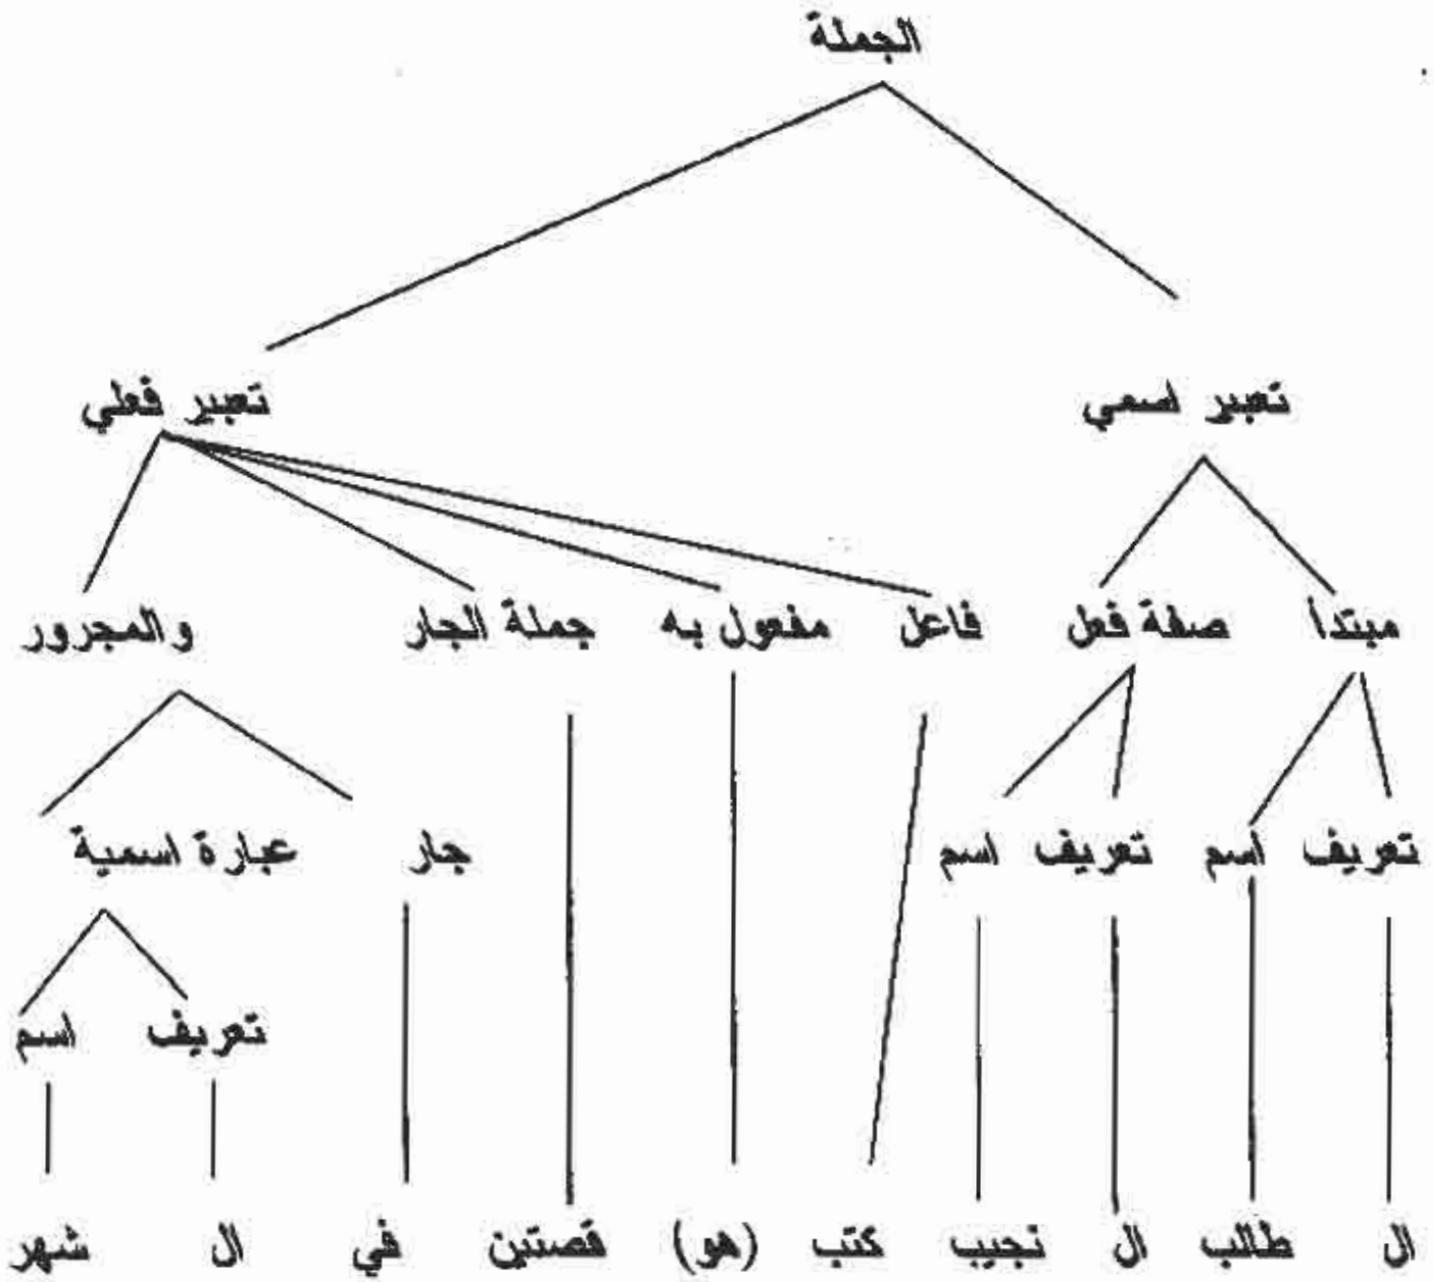 الجملة
تعبير اسمي تعبير فعلي
مبتدأ صفة فعل فاعل مفعول به جملة الجار والمجرور
تعريف اسم تعريف اسم جار عبارة اسمية
تعريف اسم
ال طالب ال نجيب كتب (هو) قصتين في ال شهر